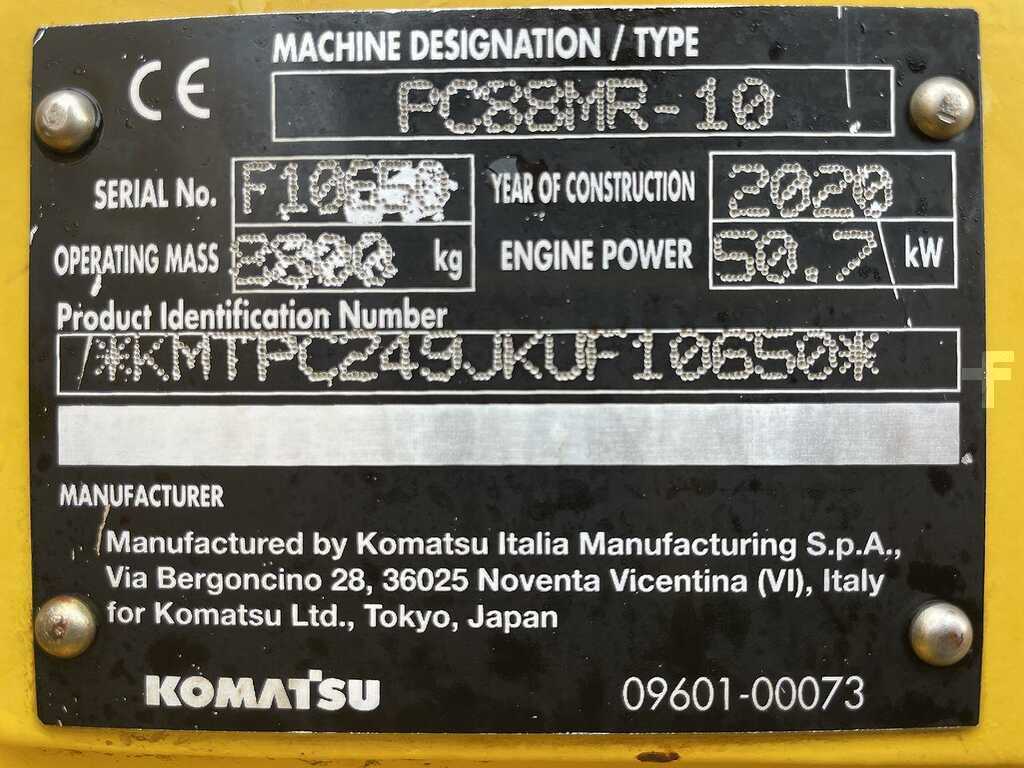 CE
MACHINE DESIGNATION / TYPE
PC88MR-10
SERIAL No. F10650 YEAR OF CONSTRUCTION 2020
OPERATING MASS kg ENGINE POWER 50.7 kW
Product Identification Number
*KMTPC249JKUF10650*
MANUFACTURER
Manufactured by Komatsu Italia Manufacturing S.p.A.,
Via Bergoncino 28, 36025 Noventa Vicentina (VI), Italy
for Komatsu Ltd., Tokyo, Japan
KOMATSU 09601-00073
F